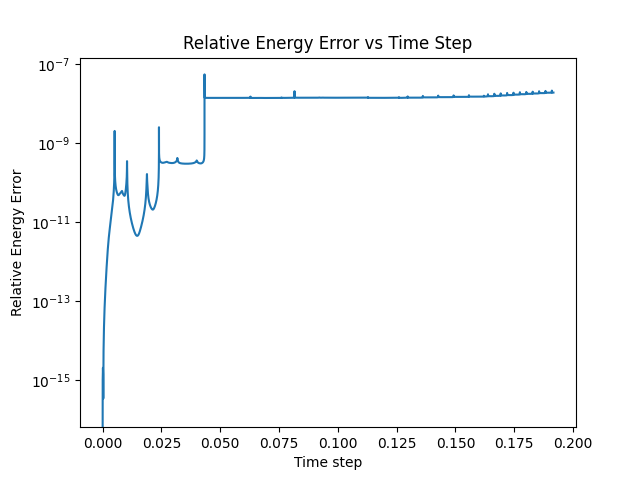 Relative Energy Error vs Time Step
Relative Energy Error
10⁻⁷
10⁻⁹
10⁻¹¹
10⁻¹³
10⁻¹⁵
0.000 0.025 0.050 0.075 0.100 0.125 0.150 0.175 0.200
Time step